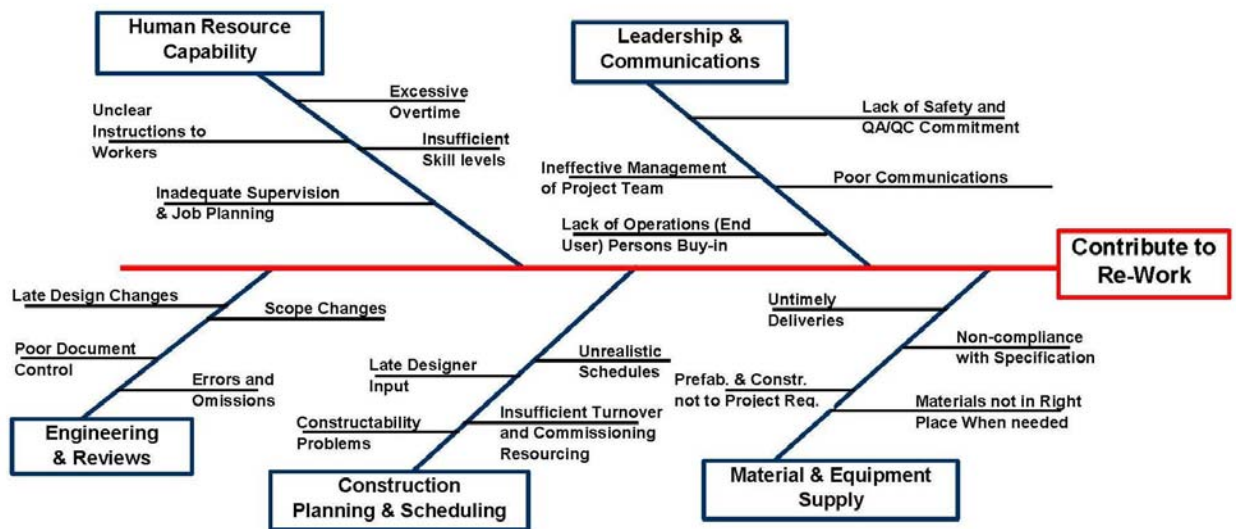 Human Resource
Capability
Leadership &
Communications
Excessive
Overtime
Unclear
Instructions to
Workers
Insufficient
Skill levels
Inadequate Supervision
& Job Planning
Lack of Safety and
QA/QC Commitment
Ineffective Management
of Project Team
Poor Communications
Lack of Operations (End
User) Persons Buy-in
Contribute to
Re-Work
Late Design Changes
Scope Changes
Poor Document
Control
Errors and
Omissions
Engineering
& Reviews
Late Designer
Input
Unrealistic
Schedules
Constructability
Problems
Insufficient Turnover
and Commissioning
Resourcing
Construction
Planning & Scheduling
Untimely
Deliveries
Non-compliance
with Specification
Prefab. & Constr.
not to Project Req.
Materials not in Right
Place When needed
Material & Equipment
Supply